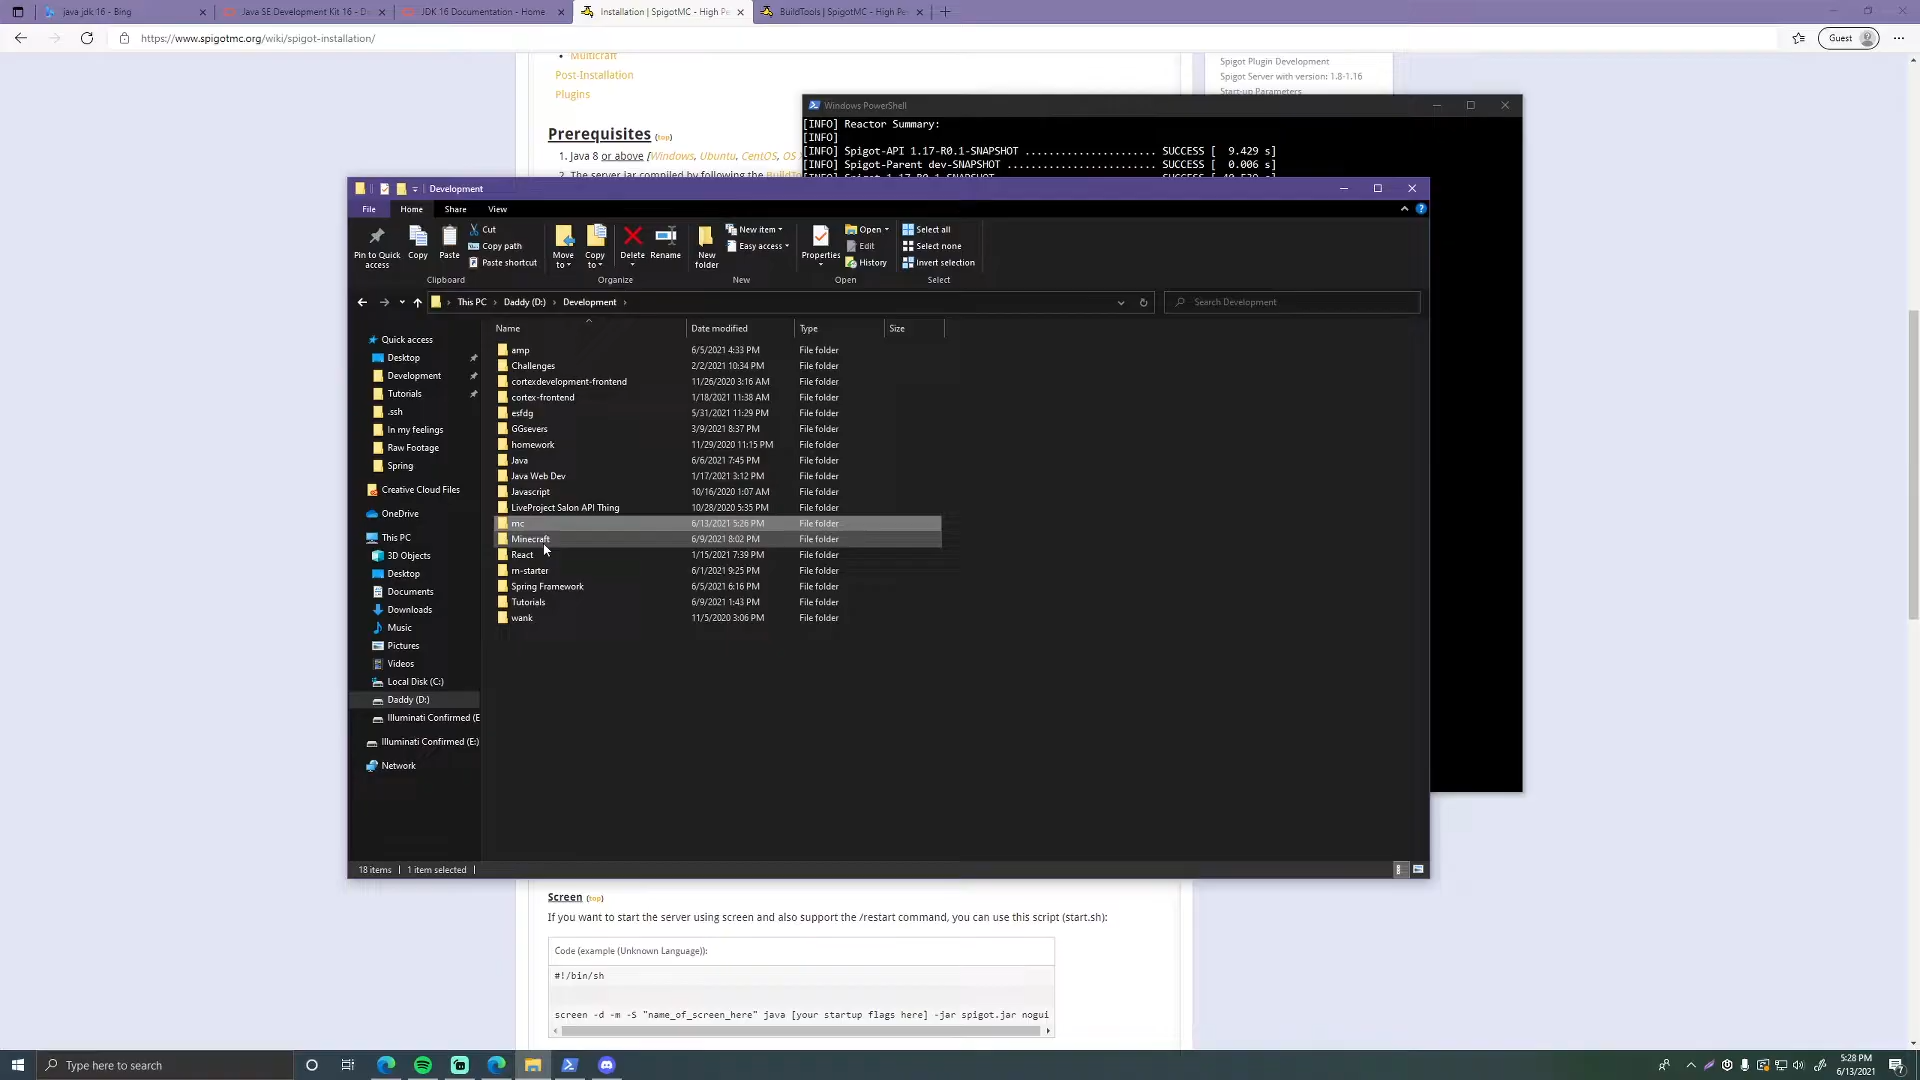 java jdk 16 - Bing
Java SE Development Kit 16 - D
JDK 16 Documentation - Home
Installation | SpigotMC - High Pe
BuildTools | SpigotMC - High Pe
https://www.spigotmc.org/wiki/spigot-installation/
Guest
Multicraft
Post-Installation
Plugins
Spigot Plugin Development
Spigot Server with version: 1.8-1.16
Start-up Parameters
Prerequisites (top)
1. Java 8 or above [Windows, Ubuntu, CentOS, OS
2. The server jar compiled by following the BuildTo
Windows PowerShell
[INFO] Reactor Summary:
[INFO]
[INFO] Spigot-API 1.17-R0.1-SNAPSHOT ...................... SUCCESS [  9.429 s]
[INFO] Spigot-Parent dev-SNAPSHOT ......................... SUCCESS [  0.006 s]
Development
File
Home
Share
View
Pin to Quick access
Copy
Paste
Cut
Copy path
Paste shortcut
Clipboard
Move to
Copy to
Delete
Rename
Organize
New folder
New item
Easy access
New
Properties
Open
Edit
History
Open
Select all
Select none
Invert selection
Select
This PC > Daddy (D:) > Development >
Search Development
Name
Date modified
Type
Size
Quick access
Desktop
Development
Tutorials
.ssh
In my feelings
Raw Footage
Spring
Creative Cloud Files
OneDrive
This PC
3D Objects
Desktop
Documents
Downloads
Music
Pictures
Videos
Local Disk (C:)
Daddy (D:)
Illuminati Confirmed (E
Illuminati Confirmed (E:)
Network
amp 6/5/2021 4:33 PM File folder
Challenges 2/2/2021 10:34 PM File folder
cortexdevelopment-frontend 11/26/2020 3:16 AM File folder
cortex-frontend 1/18/2021 11:38 AM File folder
esfdg 5/31/2021 11:29 PM File folder
GGsevers 3/9/2021 8:37 PM File folder
homework 11/29/2020 11:15 PM File folder
Java 6/6/2021 7:45 PM File folder
Java Web Dev 1/17/2021 3:12 PM File folder
Javascript 10/16/2020 1:07 AM File folder
LiveProject Salon API Thing 10/28/2020 5:35 PM File folder
mc 6/13/2021 5:26 PM File folder
Minecraft 6/9/2021 8:02 PM File folder
React 1/15/2021 7:39 PM File folder
rn-starter 6/1/2021 9:25 PM File folder
Spring Framework 6/5/2021 6:16 PM File folder
Tutorials 6/9/2021 1:43 PM File folder
wank 11/5/2020 3:06 PM File folder
18 items
1 item selected
Screen (top)
If you want to start the server using screen and also support the /restart command, you can use this script (start.sh):
Code (example (Unknown Language)):
#!/bin/sh
screen -d -m -S "name_of_screen_here" java [your startup flags here] -jar spigot.jar nogui
Type here to search
5:28 PM
6/13/2021